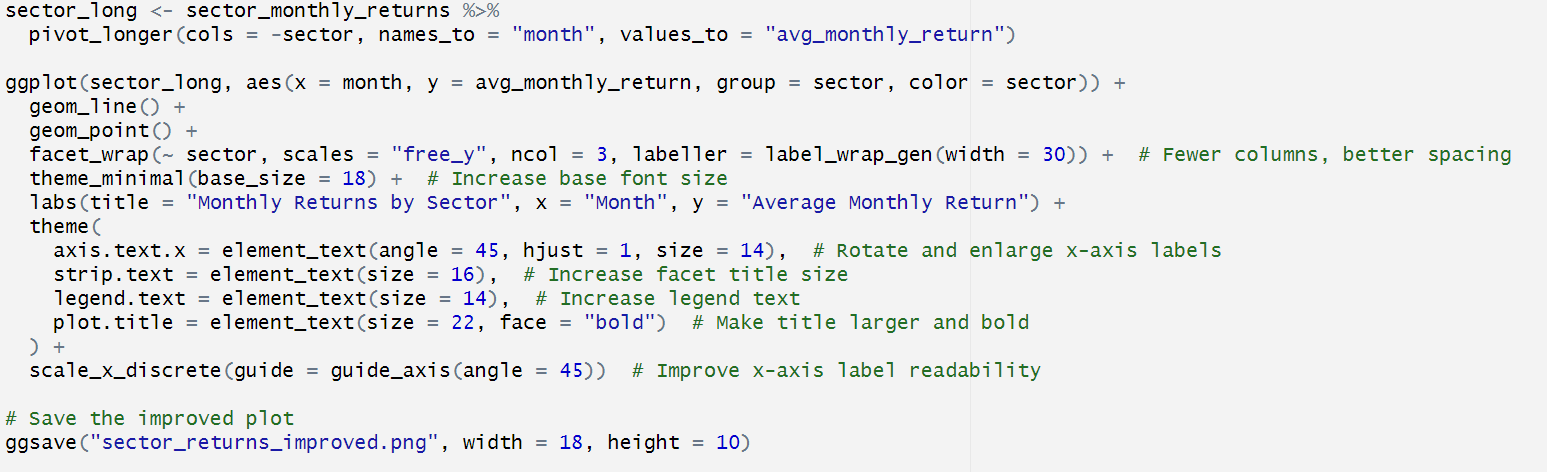 sector_long <- sector_monthly_returns %>%
  pivot_longer(cols = -sector, names_to = "month", values_to = "avg_monthly_return")

ggplot(sector_long, aes(x = month, y = avg_monthly_return, group = sector, color = sector)) +
  geom_line() +
  geom_point() +
  facet_wrap(~ sector, scales = "free_y", ncol = 3, labeller = label_wrap_gen(width = 30)) +  # Fewer columns, better spacing
  theme_minimal(base_size = 18) +  # Increase base font size
  labs(title = "Monthly Returns by Sector", x = "Month", y = "Average Monthly Return") +
  theme(
    axis.text.x = element_text(angle = 45, hjust = 1, size = 14),  # Rotate and enlarge x-axis labels
    strip.text = element_text(size = 16),  # Increase facet title size
    legend.text = element_text(size = 14),  # Increase legend text
    plot.title = element_text(size = 22, face = "bold")  # Make title larger and bold
  ) +
  scale_x_discrete(guide = guide_axis(angle = 45))  # Improve x-axis label readability

# Save the improved plot
ggsave("sector_returns_improved.png", width = 18, height = 10)